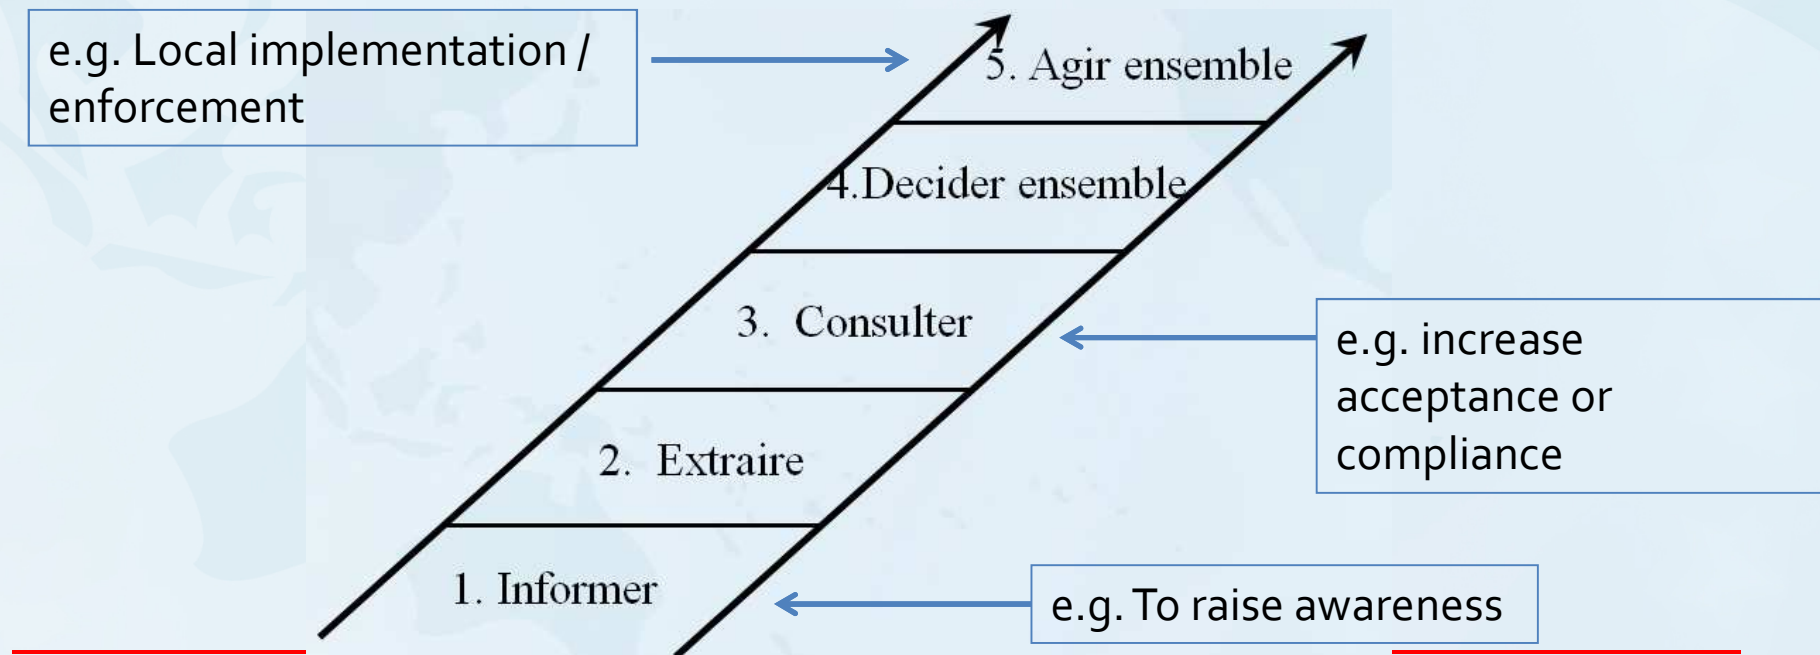 e.g. Local implementation /
enforcement
5. Agir ensemble
4.Decider ensemble
3. Consulter
e.g. increase
acceptance or
compliance
2. Extraire
1. Informer
e.g. To raise awareness